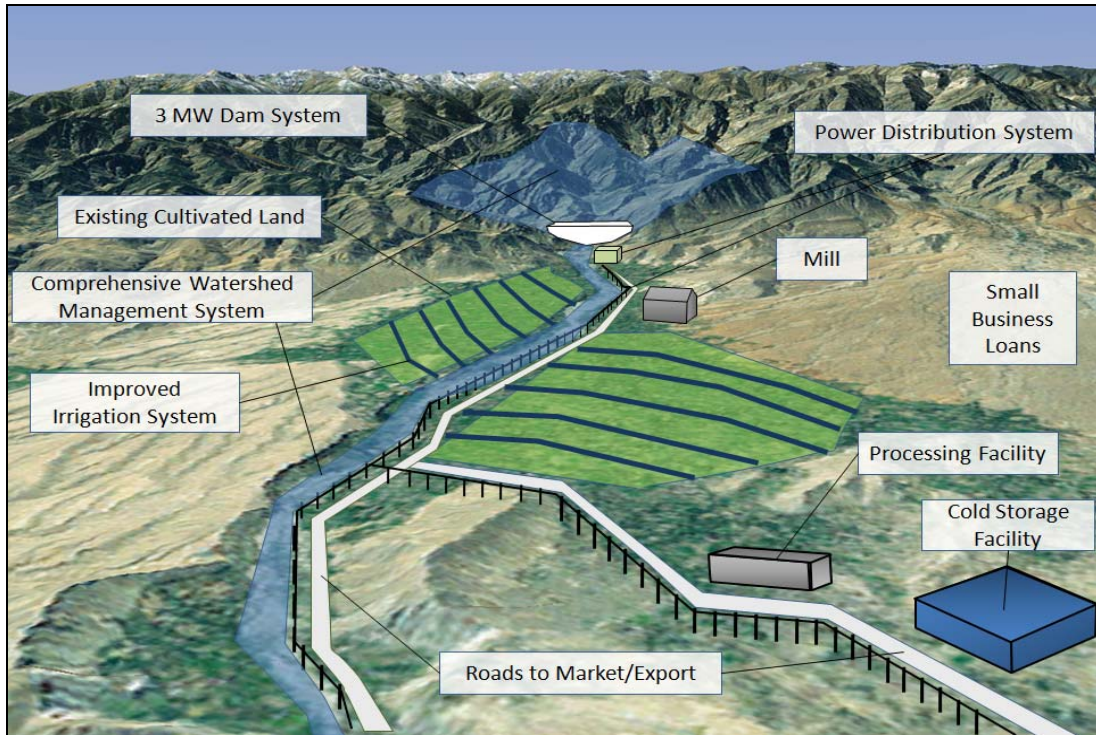 3 MW Dam System
Power Distribution System
Existing Cultivated Land
Mill
Comprehensive Watershed
Management System
Small
Business
Loans
Improved
Irrigation System
Processing Facility
Cold Storage
Facility
Roads to Market/Export